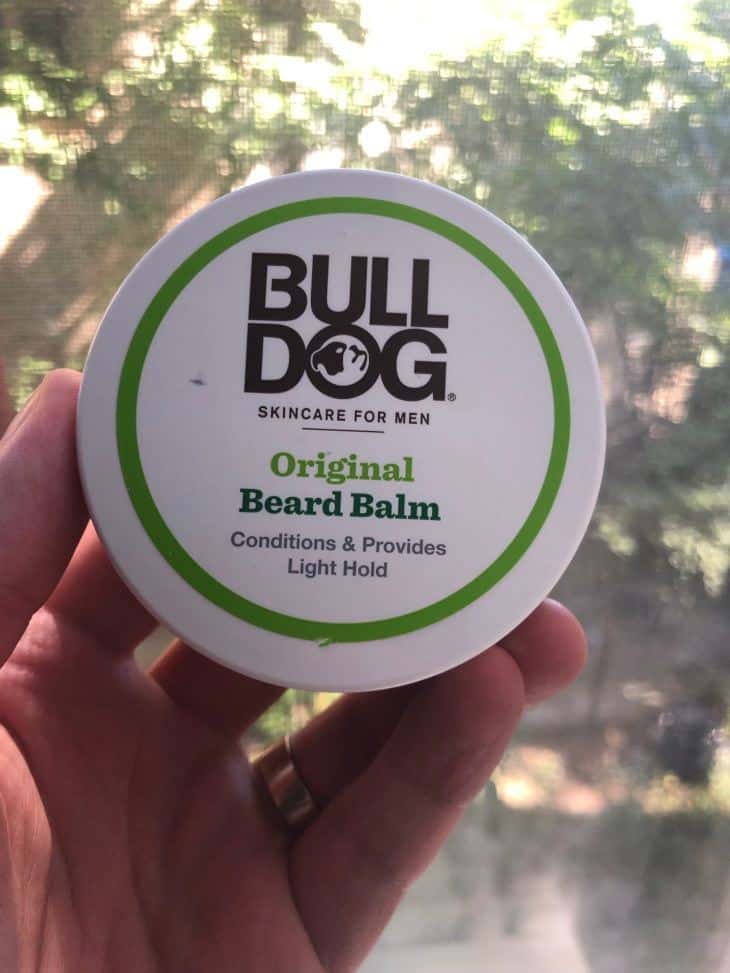 BULL
DOG®
SKINCARE FOR MEN
Original
Beard Balm
Conditions & Provides
Light Hold